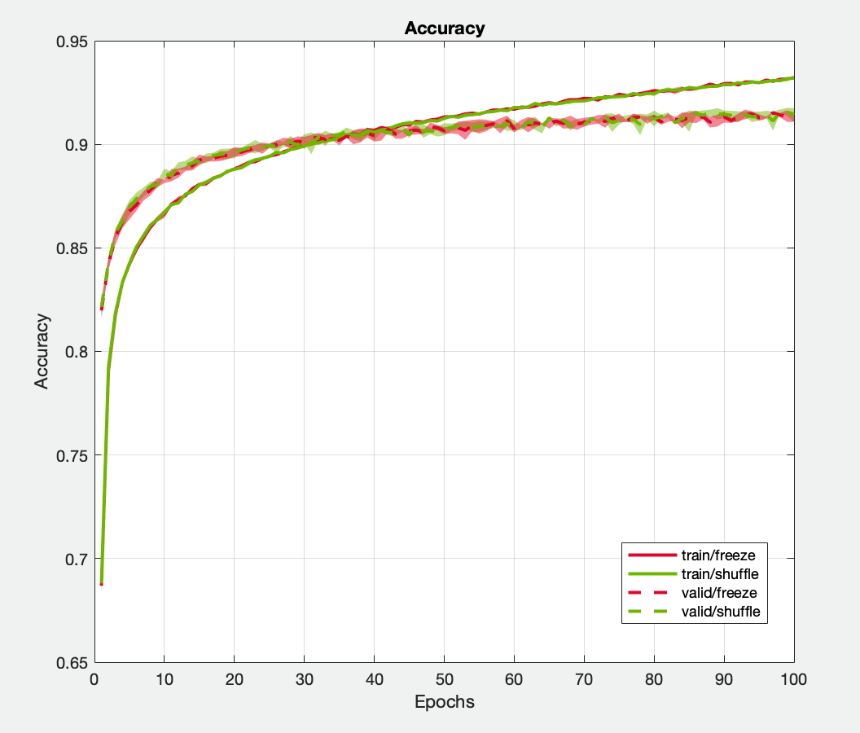 Accuracy
0.95
0.9
0.85
0.8
0.75
0.7
0.65
Accuracy
train/freeze
train/shuffle
valid/freeze
valid/shuffle
0 10 20 30 40 50 60 70 80 90 100
Epochs